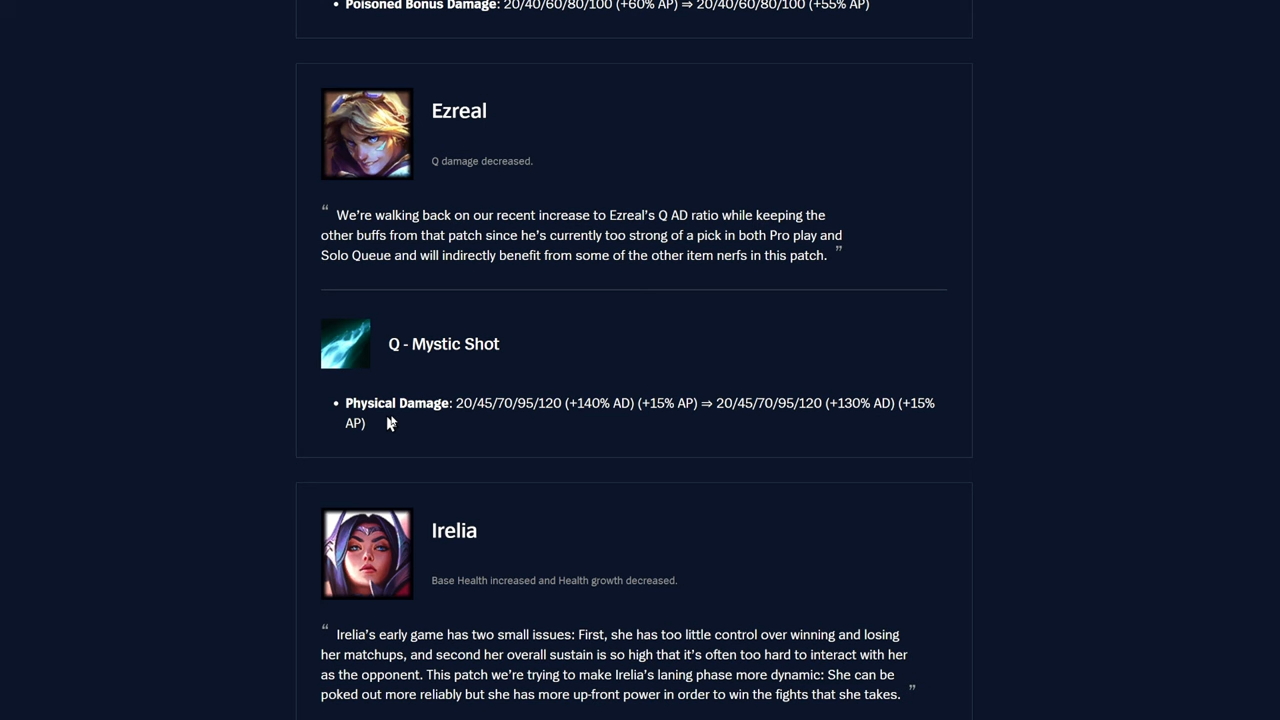 • Poisoned Bonus Damage: 20/40/60/80/100 (+60% AP) ⇒ 20/40/60/80/100 (+55% AP)
Ezreal
Q damage decreased.
“ We’re walking back on our recent increase to Ezreal’s Q AD ratio while keeping the
other buffs from that patch since he’s currently too strong of a pick in both Pro play and
Solo Queue and will indirectly benefit from some of the other item nerfs in this patch. ”
Q - Mystic Shot
• Physical Damage: 20/45/70/95/120 (+140% AD) (+15% AP) ⇒ 20/45/70/95/120 (+130% AD) (+15%
AP)
Irelia
Base Health increased and Health growth decreased.
“ Irelia’s early game has two small issues: First, she has too little control over winning and losing
her matchups, and second her overall sustain is so high that it’s often too hard to interact with her
as the opponent. This patch we’re trying to make Irelia’s laning phase more dynamic: She can be
poked out more reliably but she has more up-front power in order to win the fights that she takes. ”